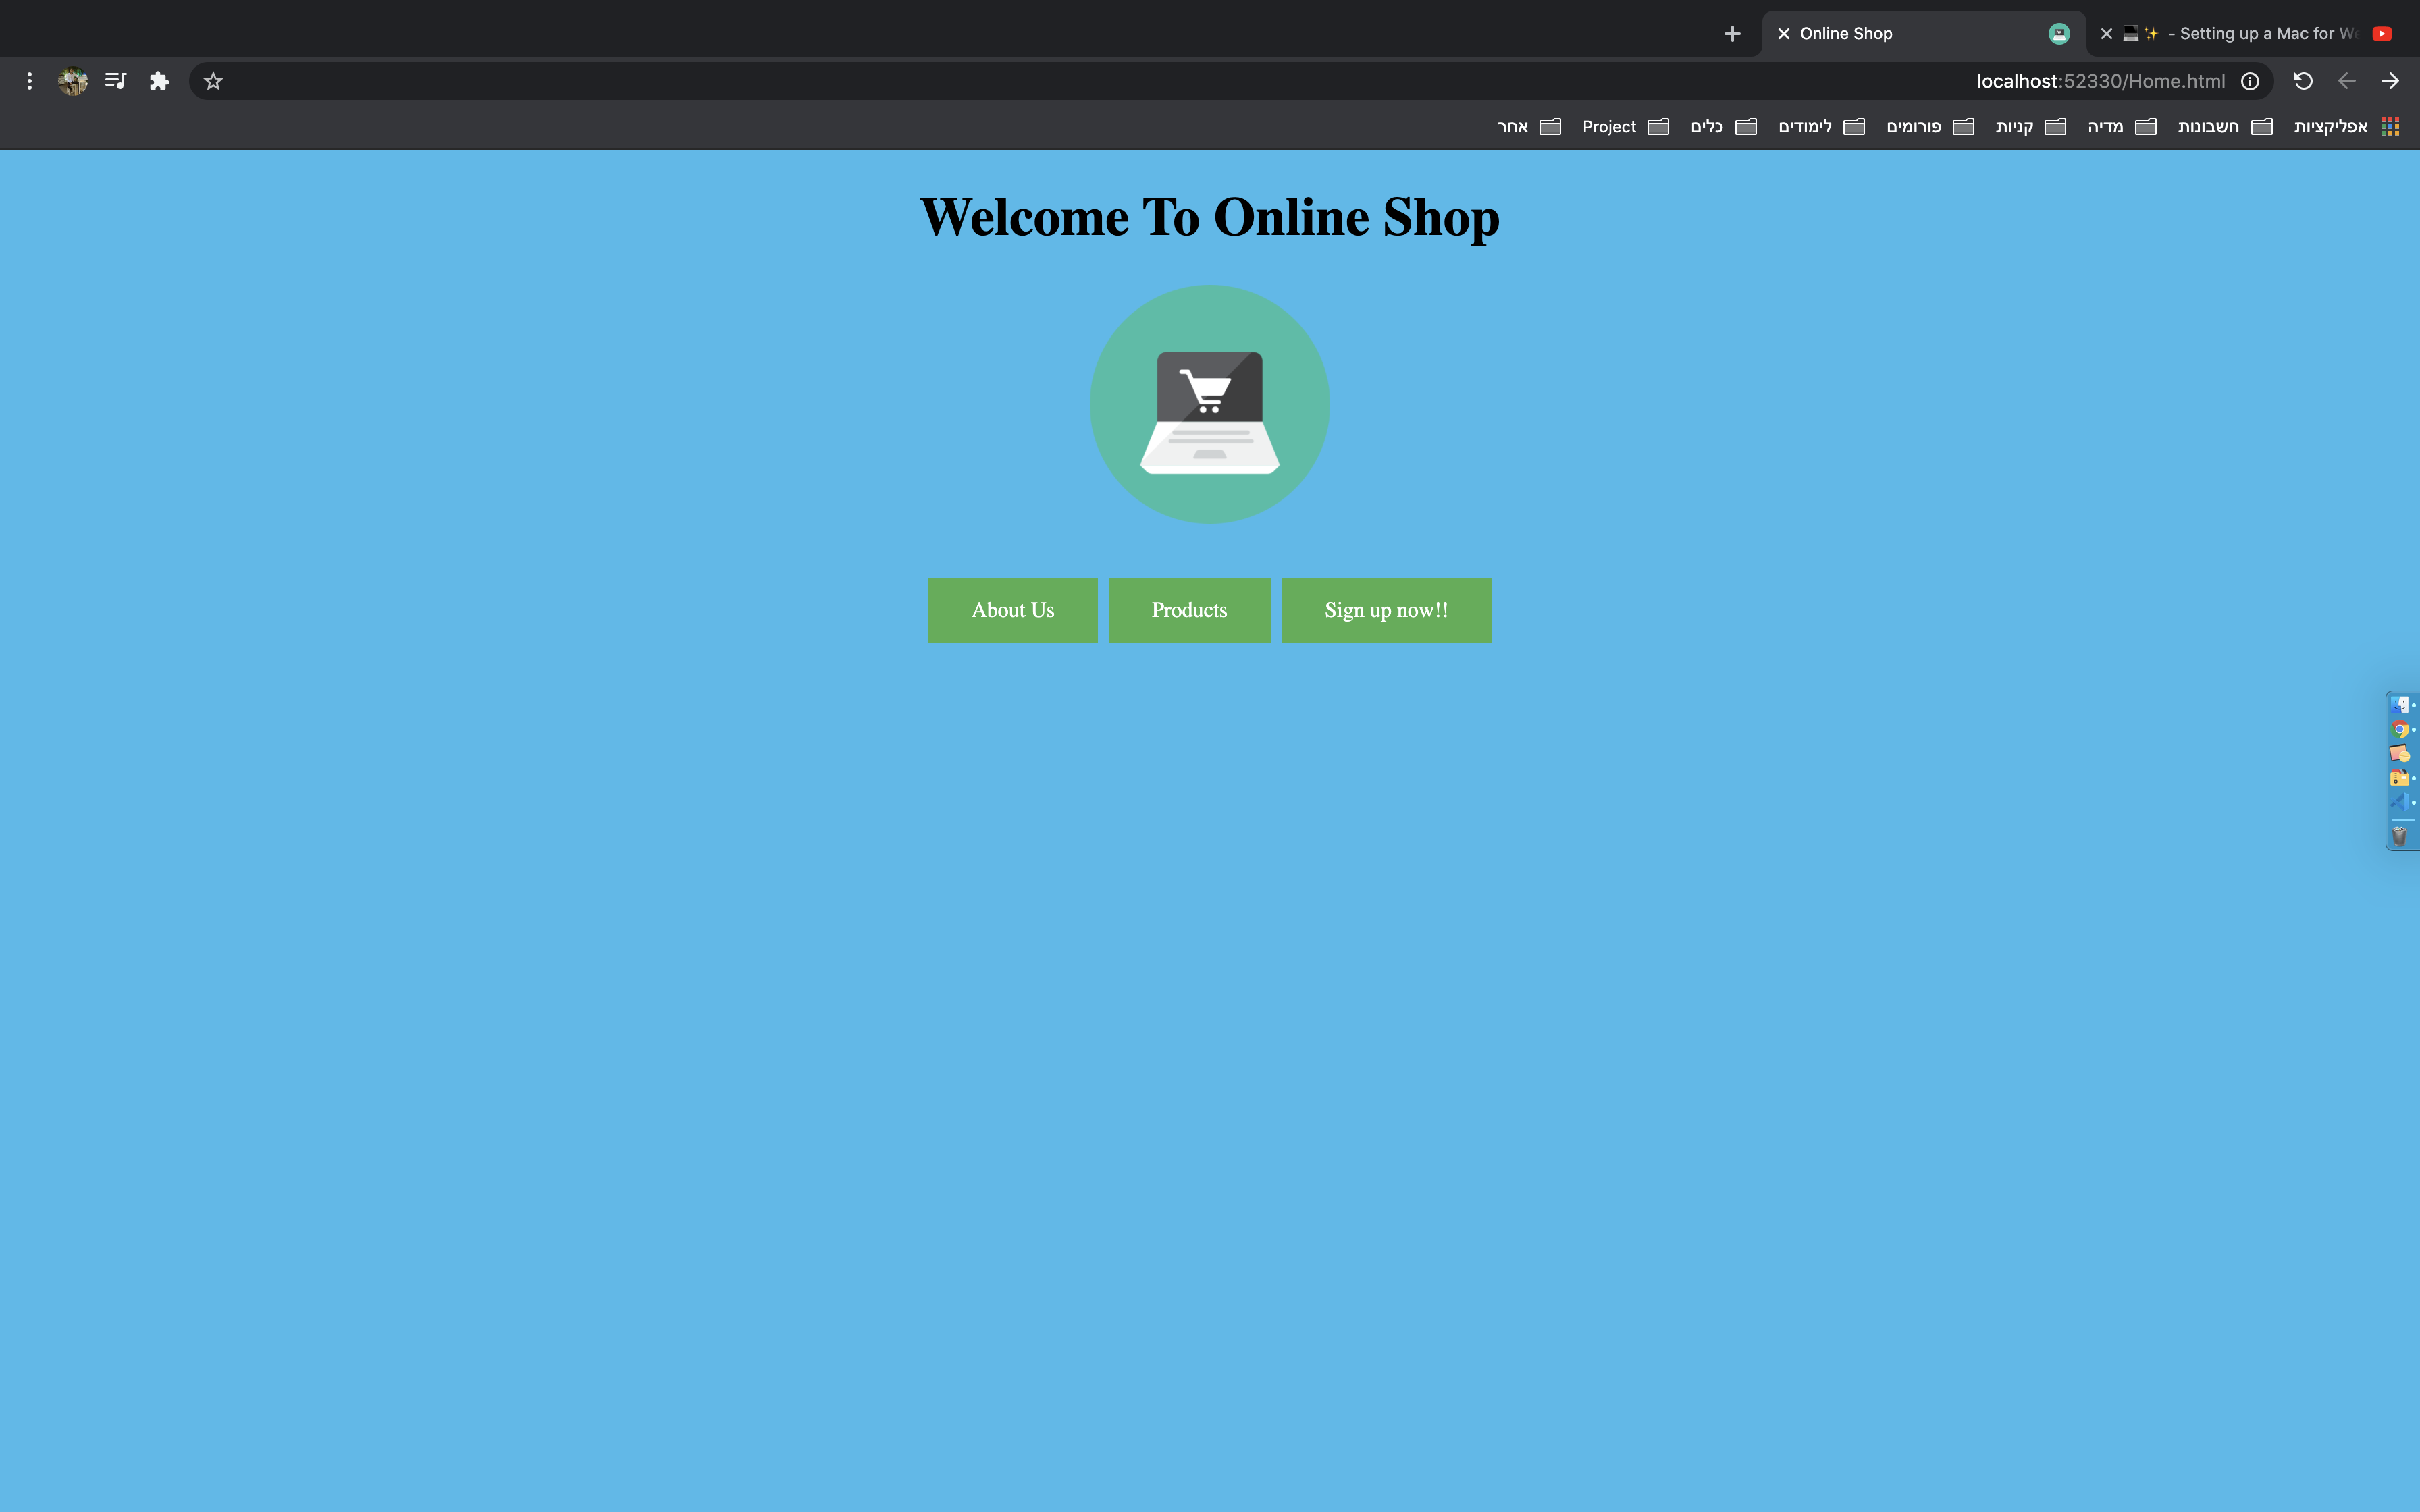 Online Shop
💻✨ - Setting up a Mac for We
localhost:52330/Home.html
אפליקציות
חשבונות
מדיה
קניות
פורומים
לימודים
כלים
Project
אחר
Welcome To Online Shop
About Us
Products
Sign up now!!